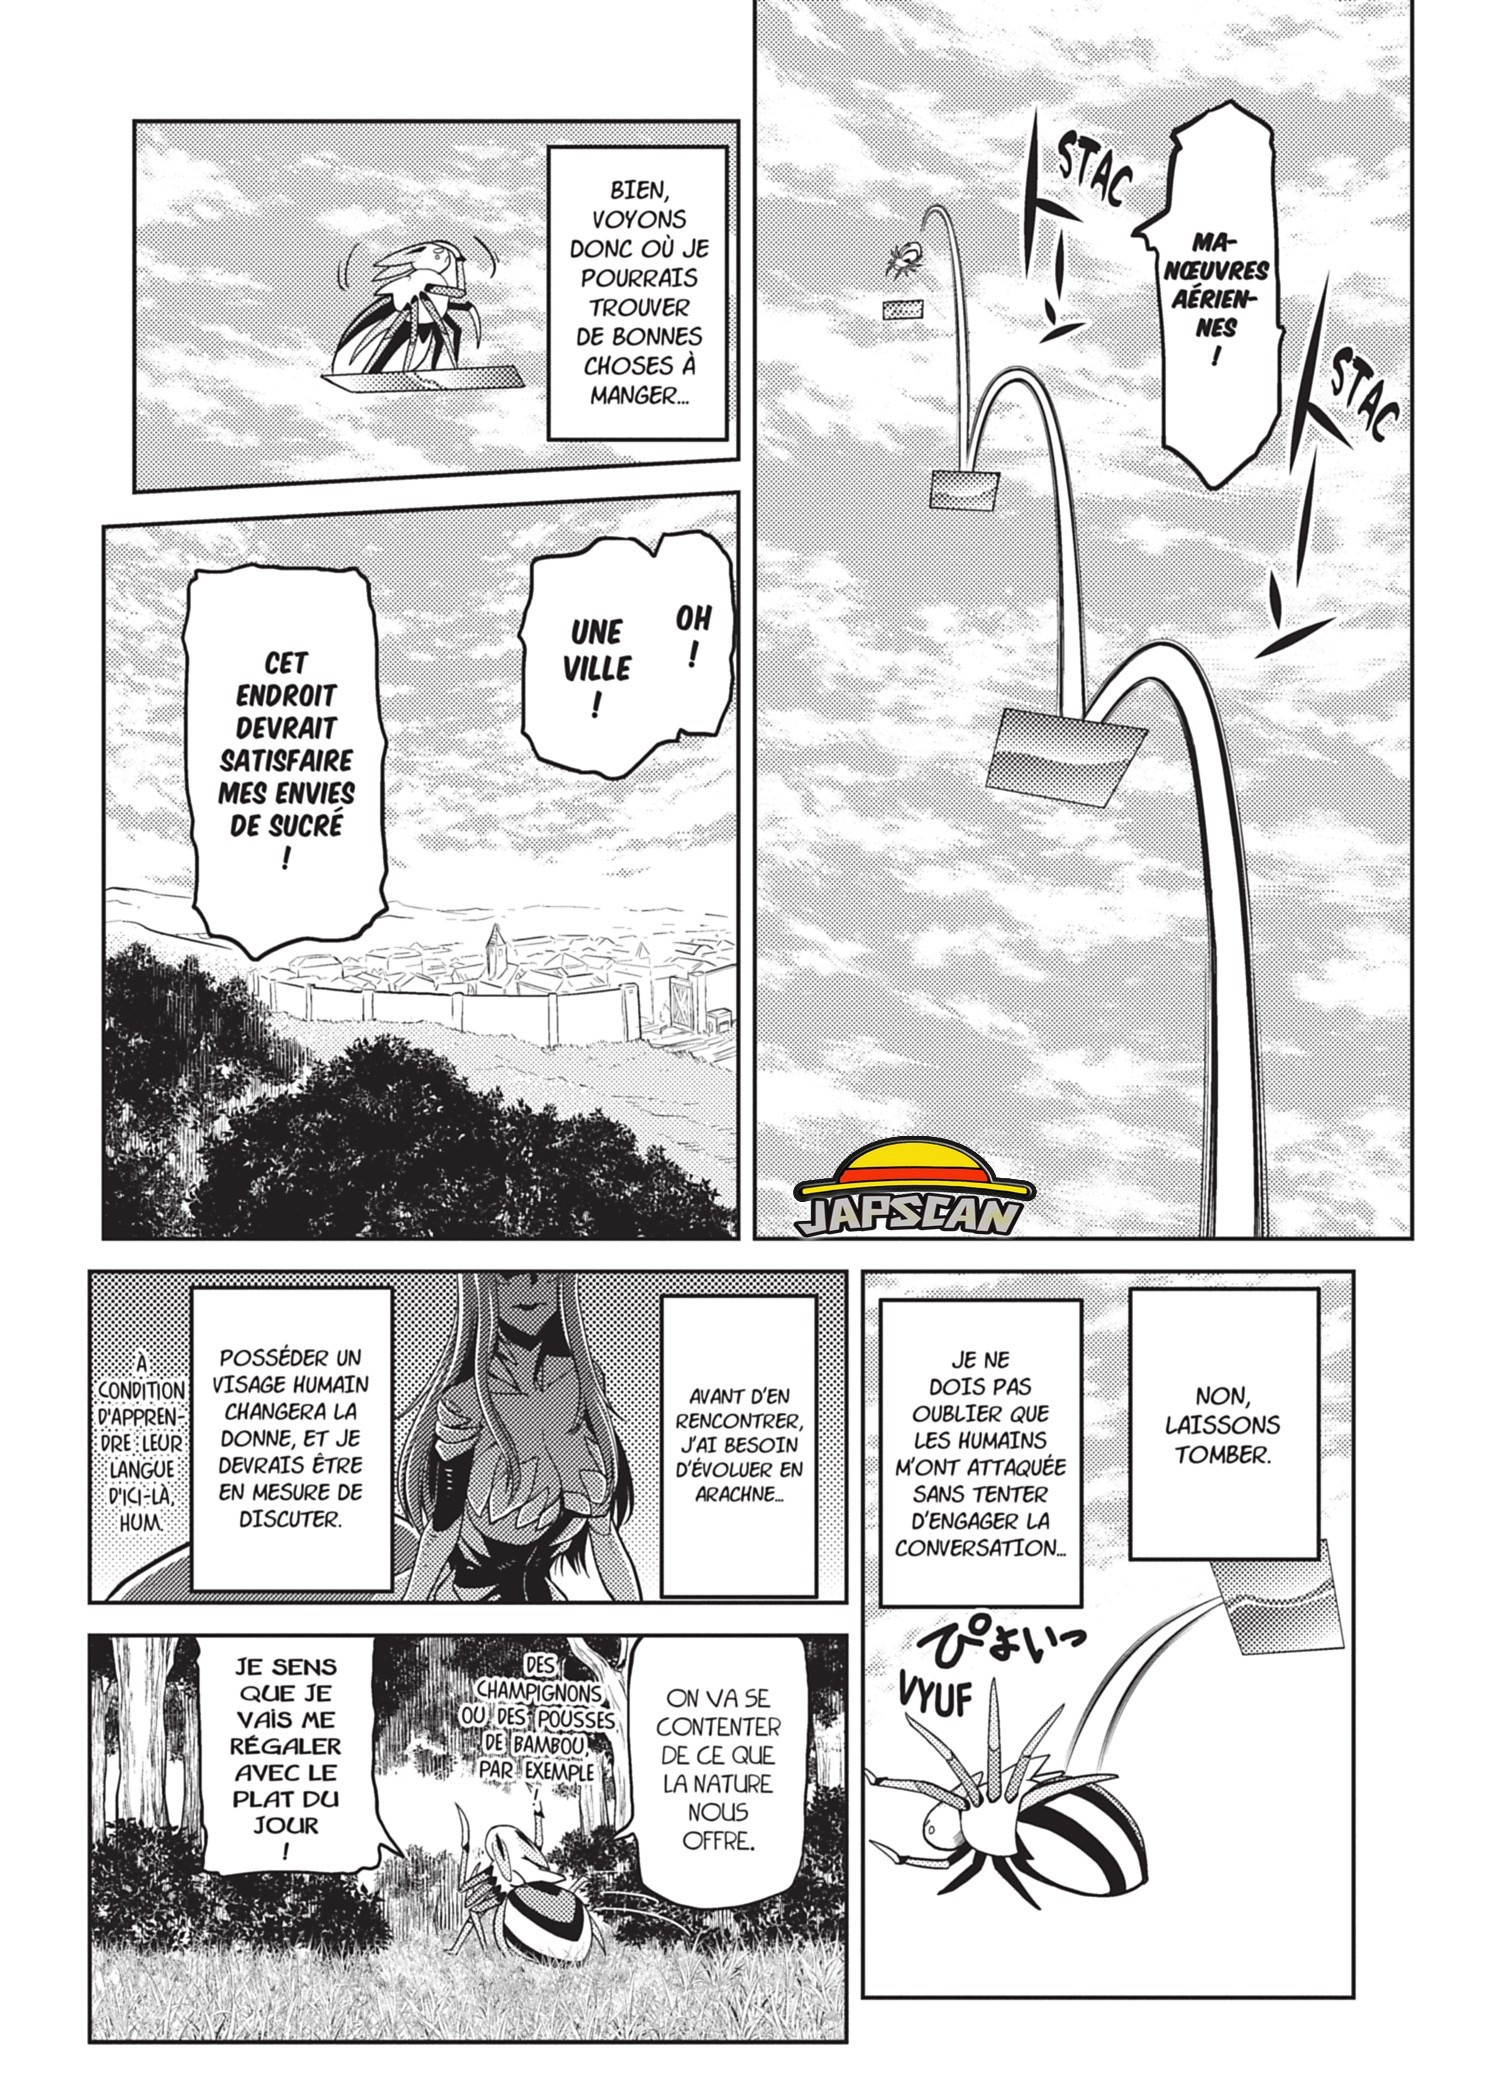 MA-
NŒUVRES
AÉRIEN-
NES
!
STAC
STAC
BIEN,
VOYONS
DONC OÙ JE
POURRAIS
TROUVER
DE BONNES
CHOSES À
MANGER...
OH
!
UNE
VILLE
!
CET
ENDROIT
DEVRAIT
SATISFAIRE
MES ENVIES
DE SUCRÉ
!
JAPSCAN
NON,
LAISSONS
TOMBER.
JE NE
DOIS PAS
OUBLIER QUE
LES HUMAINS
M'ONT ATTAQUÉE
SANS TENTER
D'ENGAGER LA
CONVERSATION...
ぴょいっ
VYUF
AVANT D'EN
RENCONTRER,
J'AI BESOIN
D'ÉVOLUER EN
ARACHNE...
POSSÉDER UN
VISAGE HUMAIN
CHANGERA LA
DONNE, ET JE
DEVRAIS ÊTRE
EN MESURE DE
DISCUTER.
À
CONDITION
D'APPREN-
DRE LEUR
LANGUE
D'ICI-LÀ,
HUM.
ON VA SE
CONTENTER
DE CE QUE
LA NATURE
NOUS
OFFRE.
DES
CHAMPIGNONS
OU DES POUSSES
DE BAMBOU,
PAR EXEMPLE
!
JE SENS
QUE JE
VAIS ME
RÉGALER
AVEC LE
PLAT DU
JOUR
!